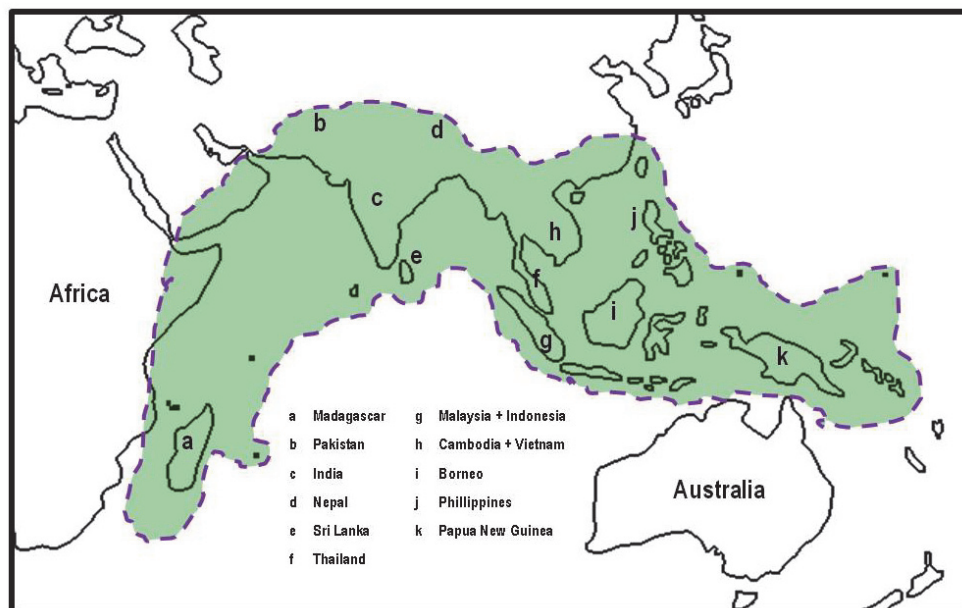 b
d
c
j
h
e
Africa
f
i
g
k
a
a Madagascar
g Malaysia + Indonesia
b Pakistan
h Cambodia + Vietnam
c India
i Borneo
d Nepal
j Phillippines
e Sri Lanka
k Papua New Guinea
f Thailand
Australia